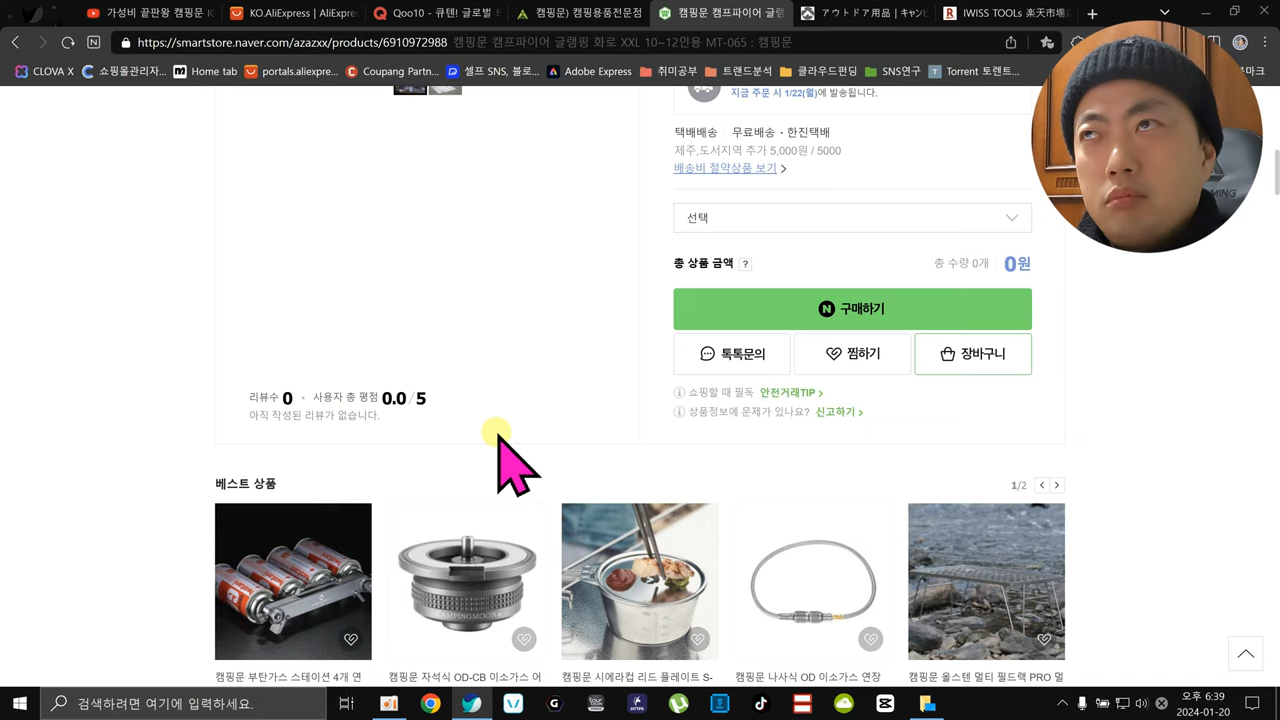 가성비 끝판왕 캠핑문 IC
KO.AliExpress | AliExpre
Qoo10 - 큐텐! 글로벌 드
캠핑문) 캠핑용품전문점
캠핑문 캠프파이어 글램
アウトドア用品 | キャンピ
IWISS TOOLs 楽天市場
https://smartstore.naver.com/azazxx/products/6910972988 캠핑문 캠프파이어 글램핑 화로 XXL 10~12인용 MT-065 : 캠핑문
CLOVA X
쇼핑몰관리자...
Home tab
portals.aliexpre...
Coupang Partn...
셀프 SNS, 블로...
Adobe Express
취미공부
트렌드분석
클라우드펀딩
SNS연구
Torrent 토렌트...
북마크
지금 주문 시 1/22(월)에 발송됩니다.
택배배송 무료배송 · 한진택배
제주,도서지역 추가 5,000원 / 5000
배송비 절약상품 보기 >
선택
총 상품 금액 ?
총 수량 0개 0원
N 구매하기
톡톡문의
찜하기
장바구니
리뷰수 0 · 사용자 총 평점 0.0/5
아직 작성된 리뷰가 없습니다.
쇼핑할 때 필독 안전거래TIP >
상품정보에 문제가 있나요? 신고하기 >
베스트 상품
1/2
CAMPINGMOON
캠핑문 부탄가스 스테이션 4개 연
캠핑문 자석식 OD-CB 이소가스 어
캠핑문 시에라컵 리드 플레이트 S-
캠핑문 나사식 OD 이소가스 연장
캠핑문 올스텐 멀티 필드랙 PRO 멀
검색하려면 여기에 입력하십시오.
오후 6:39
2024-01-20